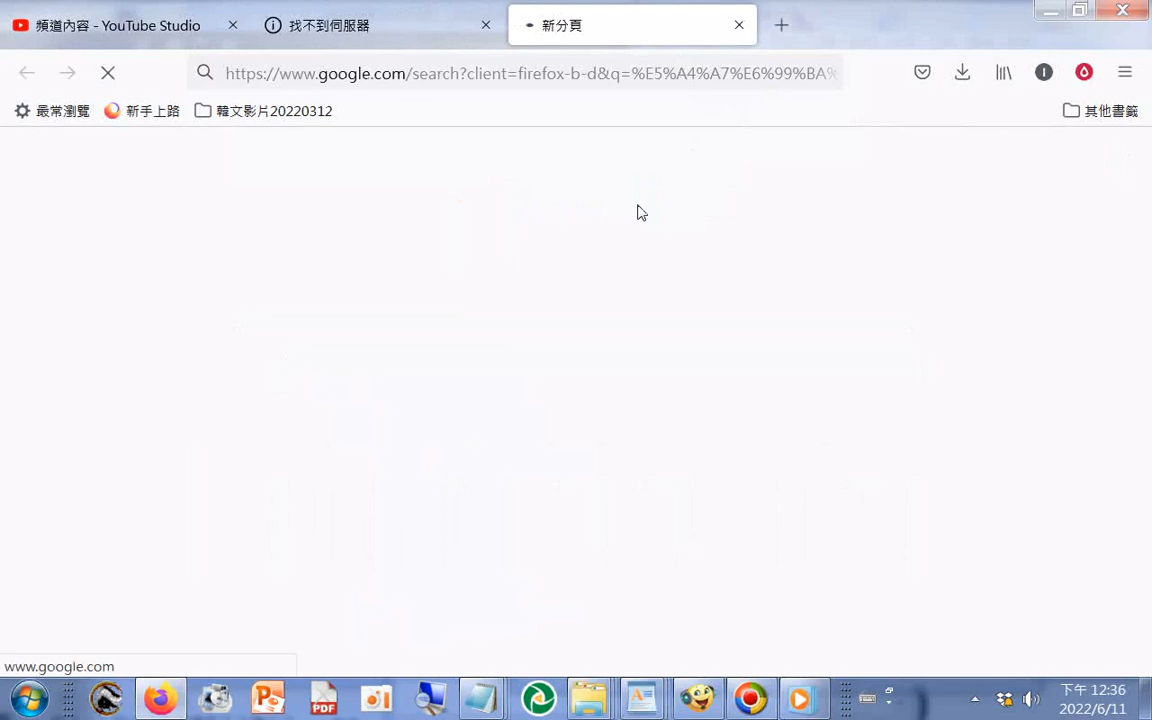 頻道內容 - YouTube Studio
找不到伺服器
新分頁
https://www.google.com/search?client=firefox-b-d&q=%E5%A4%A7%E6%99%BA%
最常瀏覽
新手上路
韓文影片20220312
其他書籤
www.google.com
下午 12:36
2022/6/11